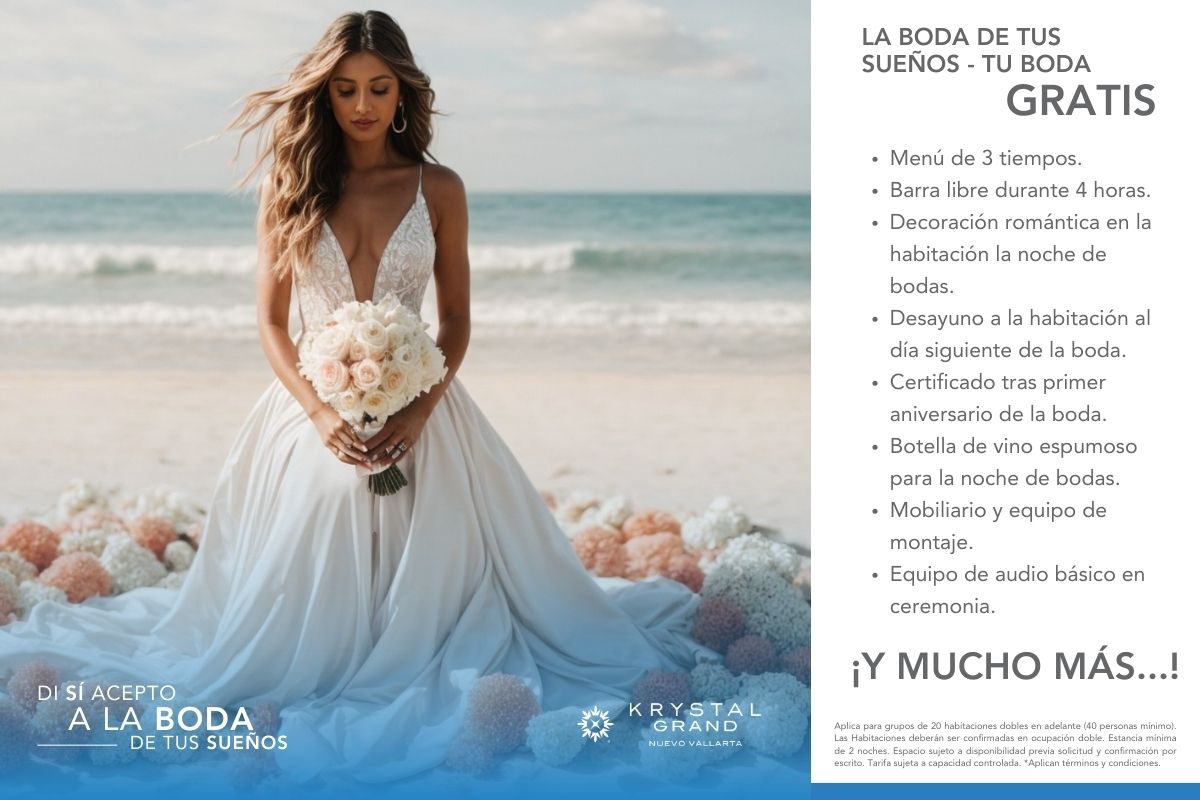 LA BODA DE TUS
SUEÑOS - TU BODA
GRATIS
• Menú de 3 tiempos.
• Barra libre durante 4 horas.
• Decoración romántica en la
habitación la noche de
bodas.
• Desayuno a la habitación al
día siguiente de la boda.
• Certificado tras primer
aniversario de la boda.
• Botella de vino espumoso
para la noche de bodas.
• Mobiliario y equipo de
montaje.
• Equipo de audio básico en
ceremonia.
¡Y MUCHO MÁS...!
Aplica para grupos de 20 habitaciones dobles en adelante (40 personas mínimo).
Las Habitaciones deberán ser confirmadas en ocupación doble. Estancia mínima
de 2 noches. Espacio sujeto a disponibilidad previa solicitud y confirmación por
escrito. Tarifa sujeta a capacidad controlada. *Aplican términos y condiciones.
DI SÍ ACEPTO
A LA BODA
DE TUS SUEÑOS
KRYSTAL
GRAND
NUEVO VALLARTA